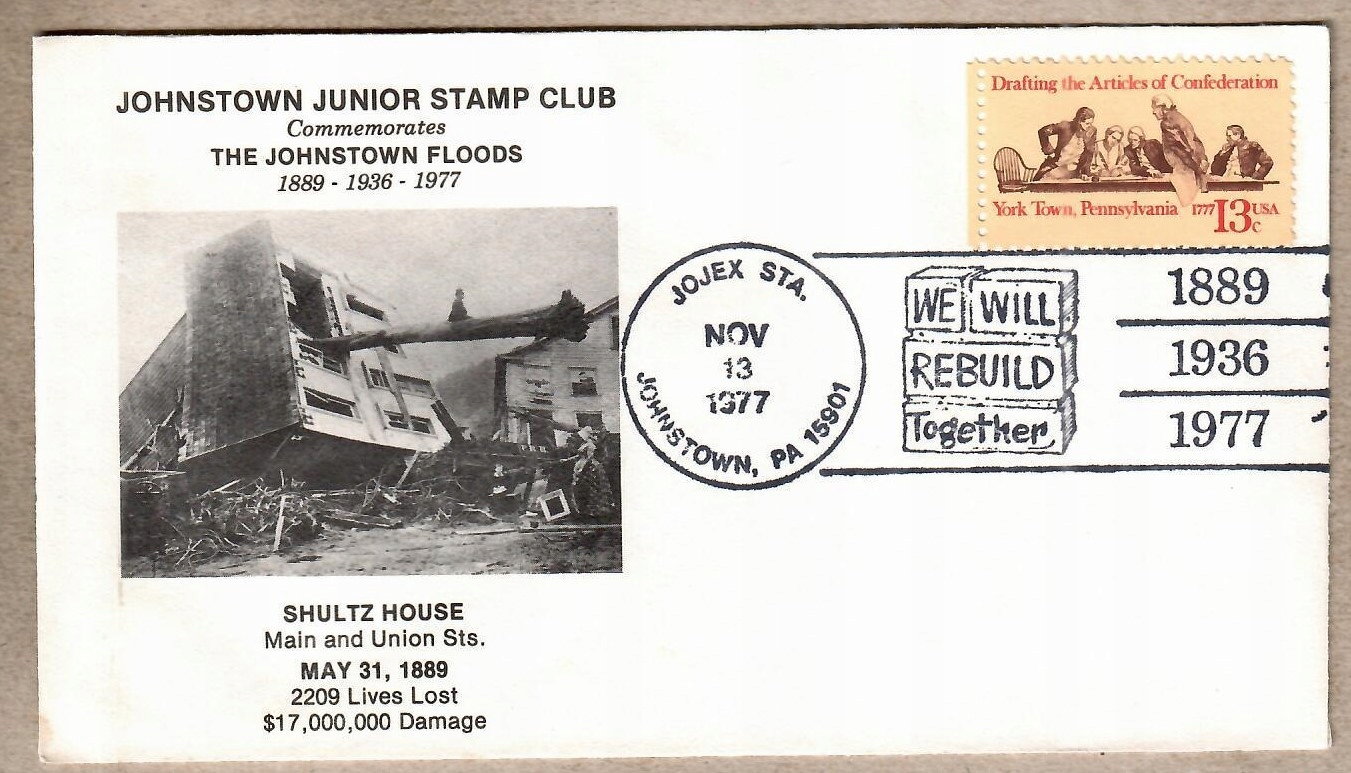 JOHNSTOWN JUNIOR STAMP CLUB
Commemorates
THE JOHNSTOWN FLOODS
1889 - 1936 - 1977
SHULTZ HOUSE
Main and Union Sts.
MAY 31, 1889
2209 Lives Lost
$17,000,000 Damage
Drafting the Articles of Confederation
York Town, Pennsylvania 1777 13c USA
JOJEX STA.
NOV
13
1977
JOHNSTOWN, PA 15901
WE WILL
REBUILD
Together
1889
1936
1977